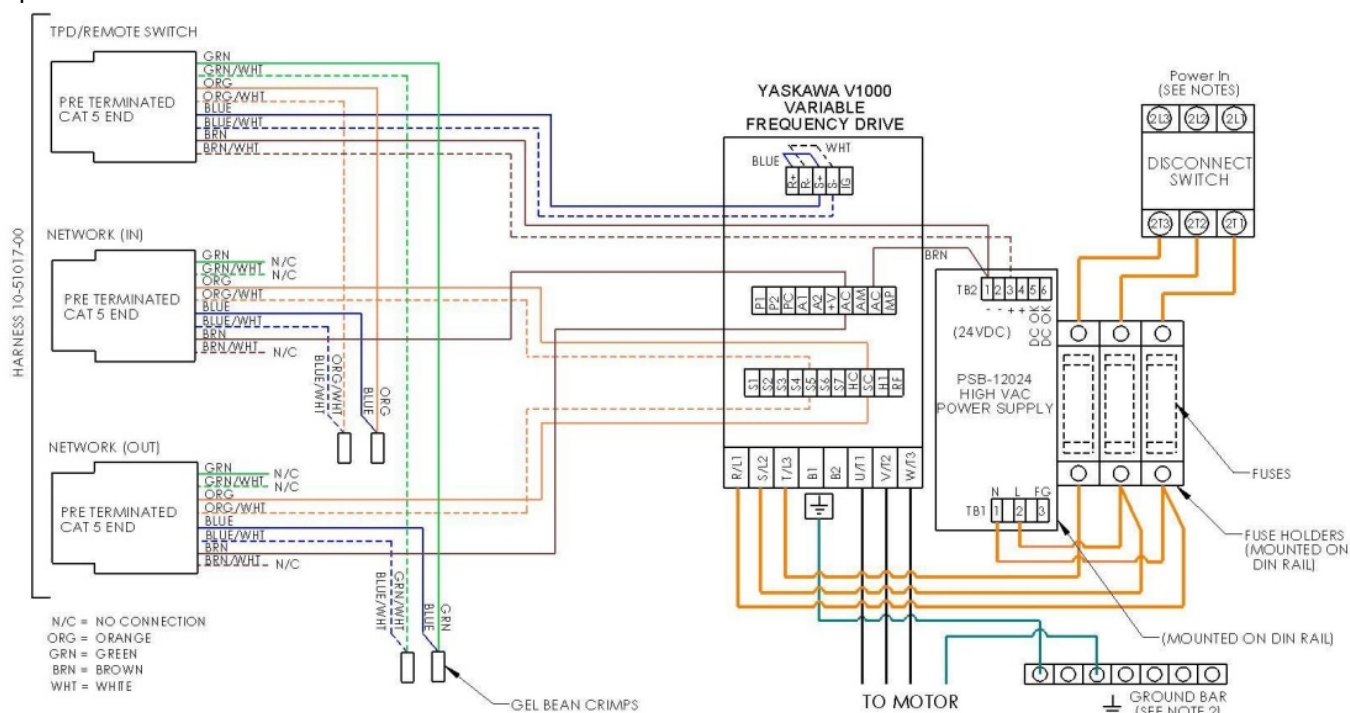 TPD/REMOTE SWITCH
PRE TERMINATED
CAT 5 END
GRN
GRN/WHT
ORG
ORG/WHT
BLUE
BLUE/WHT
BRN
BRN/WHT
HARNESS 10-51017-00
NETWORK (IN)
PRE TERMINATED
CAT 5 END
GRN
N/C
GRN/WHT
N/C
ORG
ORG/WHT
BLUE
BLUE/WHT
BRN
BRN/WHT
N/C
BLUE/WHT
ORG/WHT
BLUE
ORG
NETWORK (OUT)
PRE TERMINATED
CAT 5 END
GRN
N/C
GRN/WHT
N/C
ORG
ORG/WHT
BLUE
BLUE/WHT
BRN
BRN/WHT
N/C
BLUE/WHT
GRN/WHT
BLUE
GRN
GEL BEAN CRIMPS
N/C = NO CONNECTION
ORG = ORANGE
GRN = GREEN
BRN = BROWN
WHT = WHITE
YASKAWA V1000
VARIABLE
FREQUENCY DRIVE
BLUE
WHT
R+ R- S+ S- IG
BRN
P1 P2 PC A1 A2 +V AC AM AC MP
S1 S2 S3 S4 S5 S6 S7 HC SC H1 RF
R/L1 S/L2 T/L3 B1 B2 U/T1 V/T2 W/T3
TO MOTOR
TB2 1 2 3 4 5 6
- - + +
DC OK
DC OK
(24VDC)
PSB-12024
HIGH VAC
POWER SUPPLY
N L FG
TB1 1 2 3
Power In
(SEE NOTES)
2L3 2L2 2L1
DISCONNECT
SWITCH
2T3 2T2 2T1
FUSES
FUSE HOLDERS
(MOUNTED ON
DIN RAIL)
(MOUNTED ON DIN RAIL)
GROUND BAR
(SEE NOTE 2)